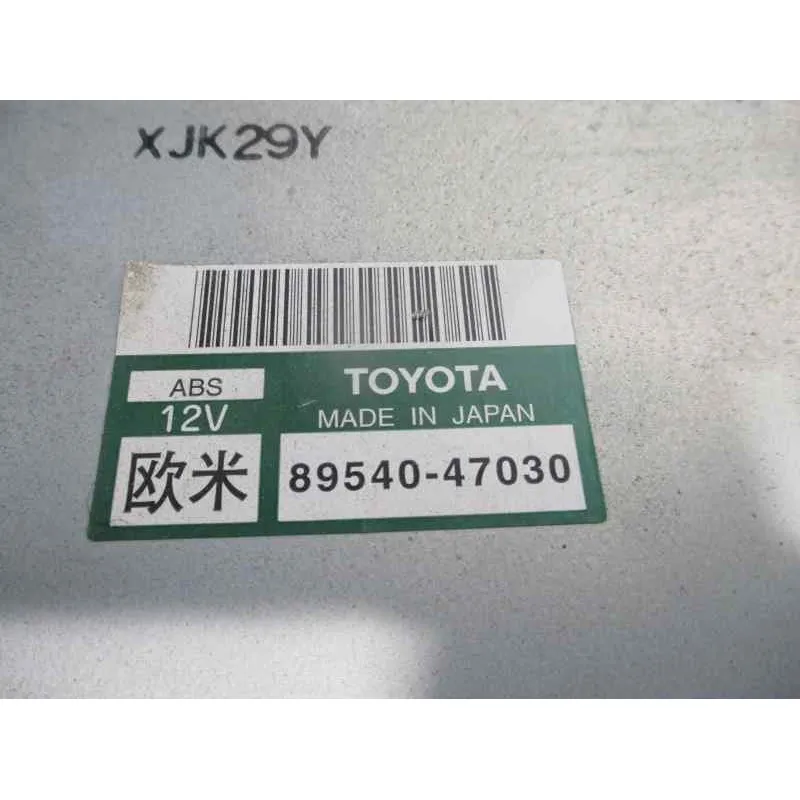 XJK29Y
ABS
TOYOTA
12V
MADE IN JAPAN
欧米
89540-47030